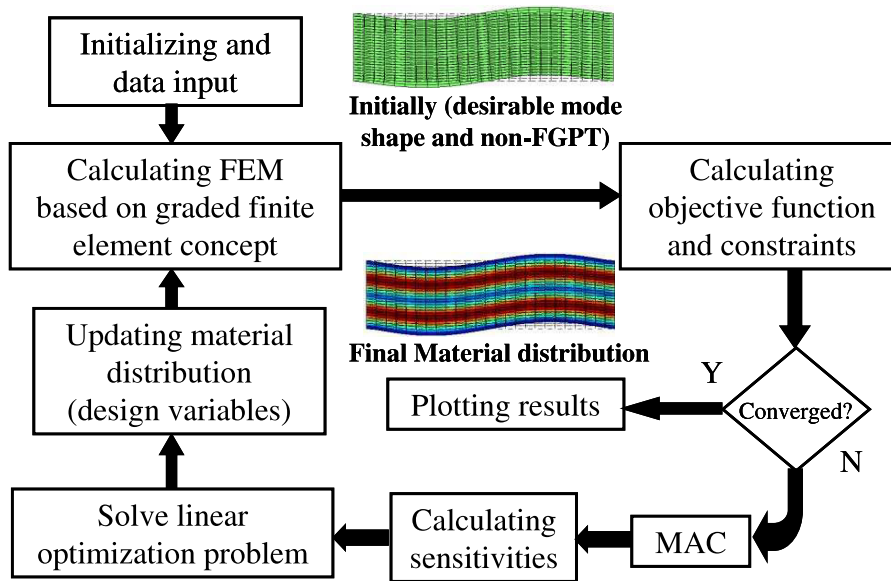 Initializing and
data input
Initially (desirable mode
shape and non-FGPT)
Calculating FEM
based on graded finite
element concept
Calculating
objective function
and constraints
Final Material distribution
Updating material
distribution
(design variables)
Plotting results
Y
Converged?
N
Solve linear
optimization problem
Calculating
sensitivities
MAC